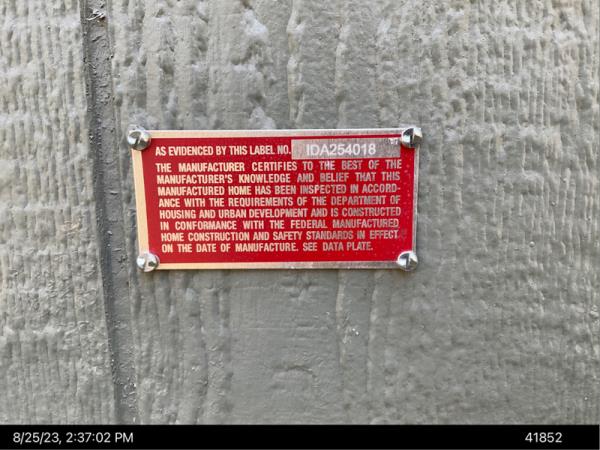 AS EVIDENCED BY THIS LABEL NO. IDA254018
THE MANUFACTURER CERTIFIES TO THE BEST OF THE
MANUFACTURER'S KNOWLEDGE AND BELIEF THAT THIS
MANUFACTURED HOME HAS BEEN INSPECTED IN ACCORD-
ANCE WITH THE REQUIREMENTS OF THE DEPARTMENT OF
HOUSING AND URBAN DEVELOPMENT AND IS CONSTRUCTED
IN CONFORMANCE WITH THE FEDERAL MANUFACTURED
HOME CONSTRUCTION AND SAFETY STANDARDS IN EFFECT
ON THE DATE OF MANUFACTURE. SEE DATA PLATE.
8/25/23, 2:37:02 PM 41852